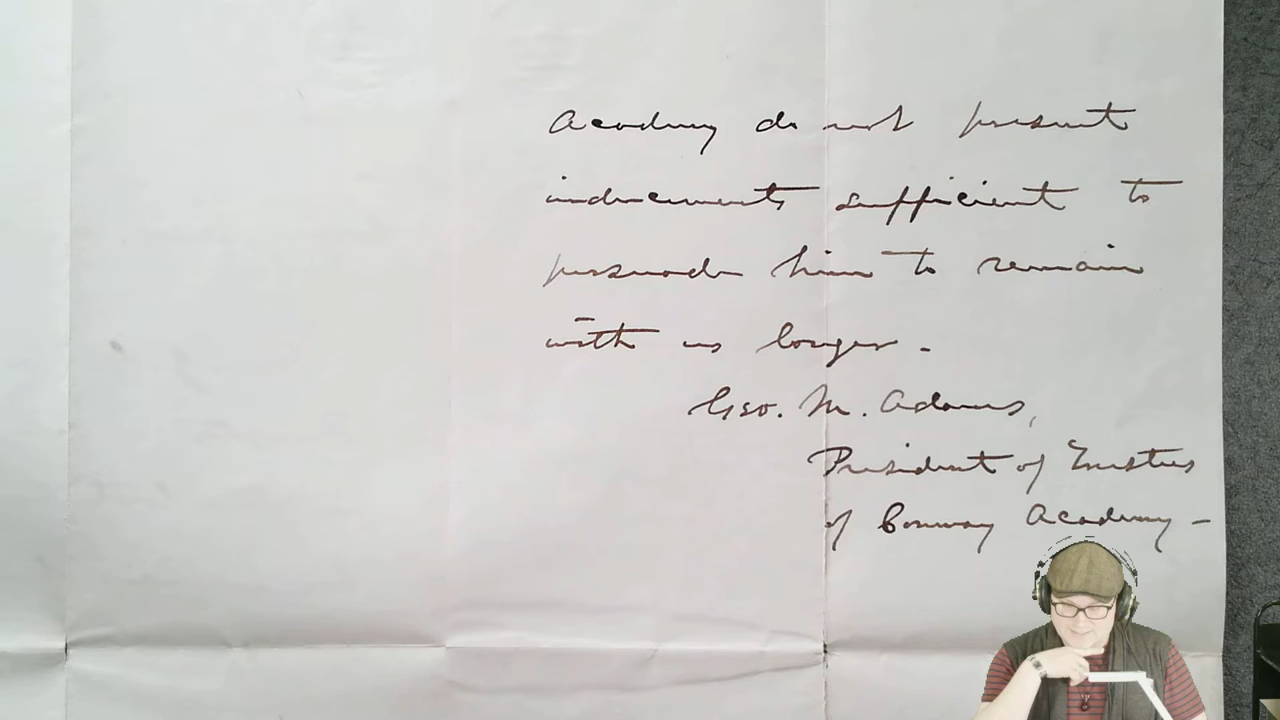 Academy do not present
inducements sufficient to
persuade him to remain
with us longer.
Geo. M. Adams,
President of Trustees
of Conway Academy -